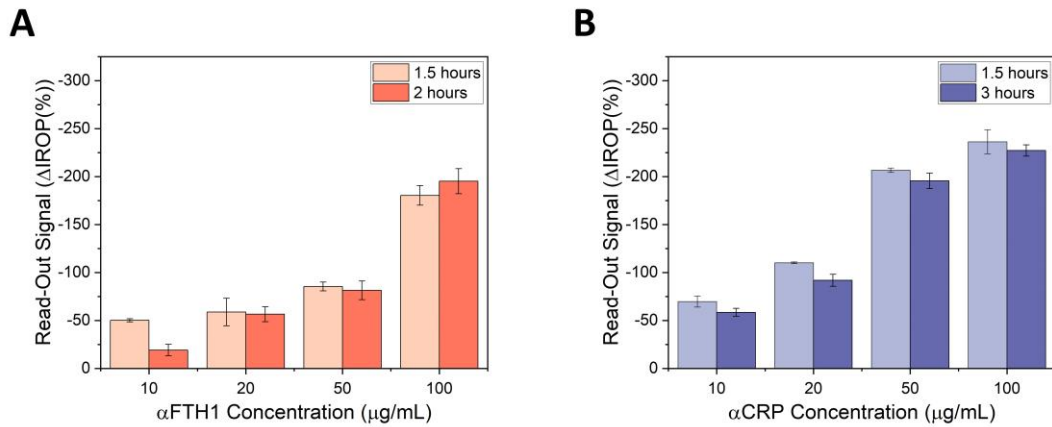 A
Read-Out Signal (ΔIROP(%))
-300
-250
-200
-150
-100
-50
0
1.5 hours
2 hours
10
20
50
100
αFTH1 Concentration (μg/mL)
B
Read-Out Signal (ΔIROP(%))
-300
-250
-200
-150
-100
-50
0
1.5 hours
3 hours
10
20
50
100
αCRP Concentration (μg/mL)